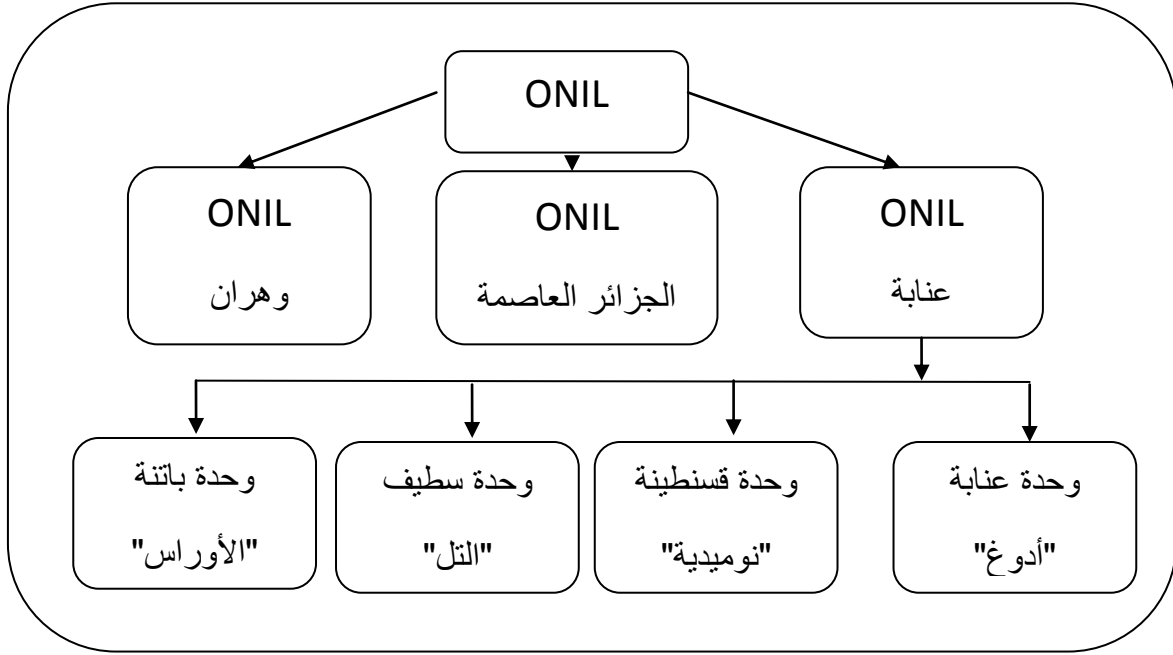 ONIL
ONIL
عنابة
ONIL
الجزائر العاصمة
ONIL
وهران
وحدة عنابة
"أدوغ"
وحدة قسنطينة
"نوميدية"
وحدة سطيف
"التل"
وحدة باتنة
"الأوراس"